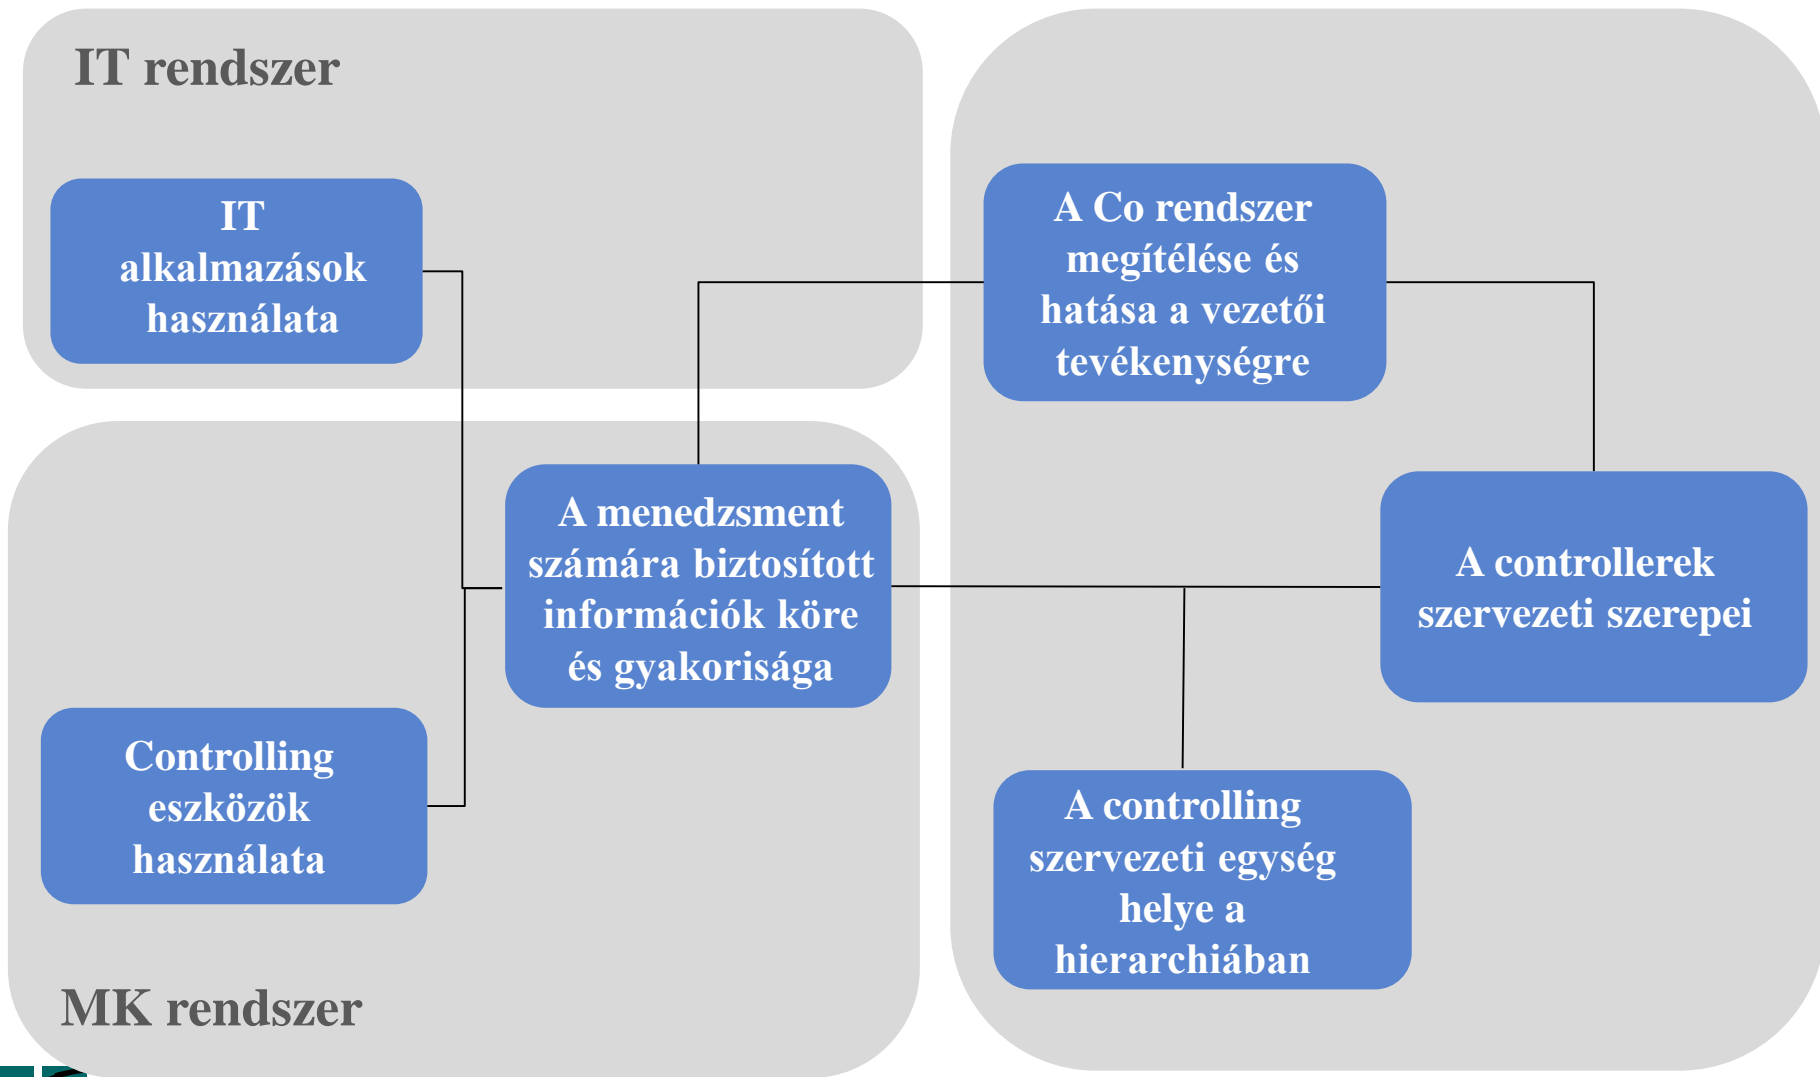 IT rendszer
IT
alkalmazások
használata
A Co rendszer
megítélése és
hatása a vezetői
tevékenységre
A menedzsment
számára biztosított
információk köre
és gyakorisága
A controllerek
szervezeti szerepei
Controlling
eszközök
használata
A controlling
szervezeti egység
helye a
hierarchiában
MK rendszer